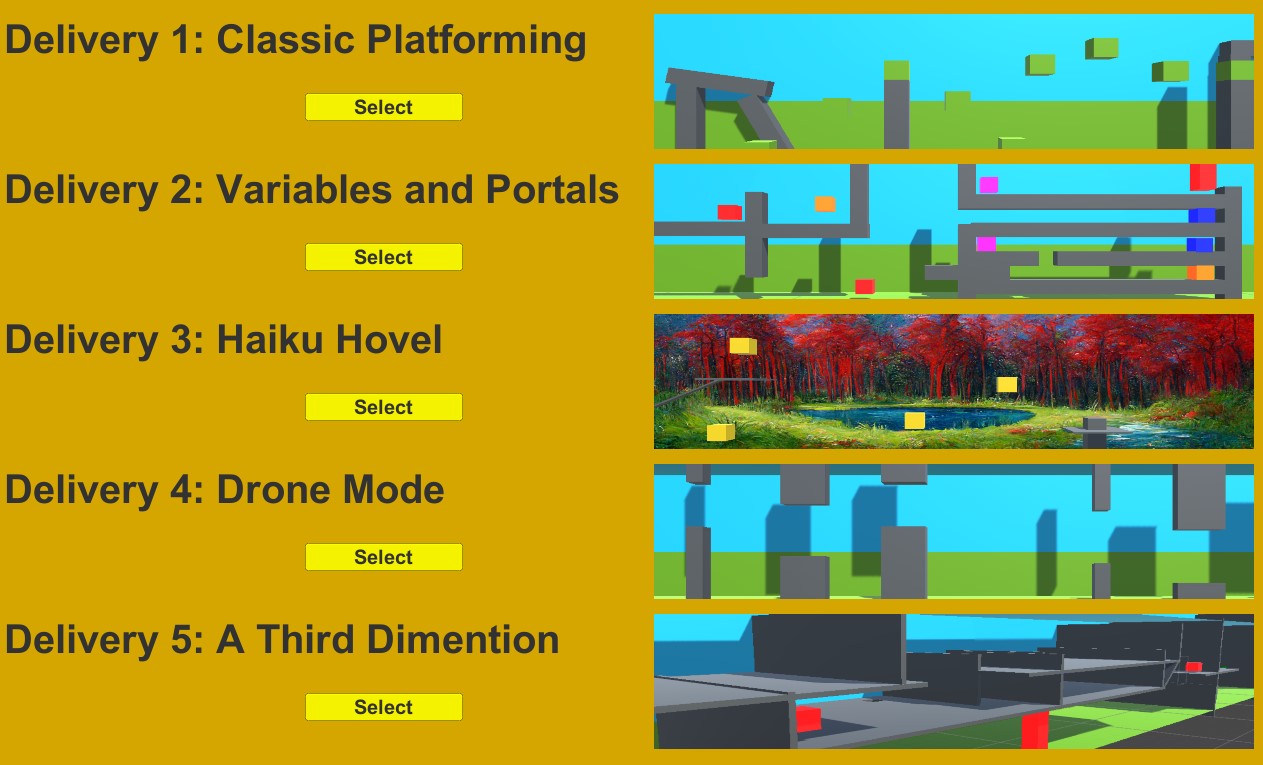 Delivery 1: Classic Platforming
Select
Delivery 2: Variables and Portals
Select
Delivery 3: Haiku Hovel
Select
Delivery 4: Drone Mode
Select
Delivery 5: A Third Dimention
Select